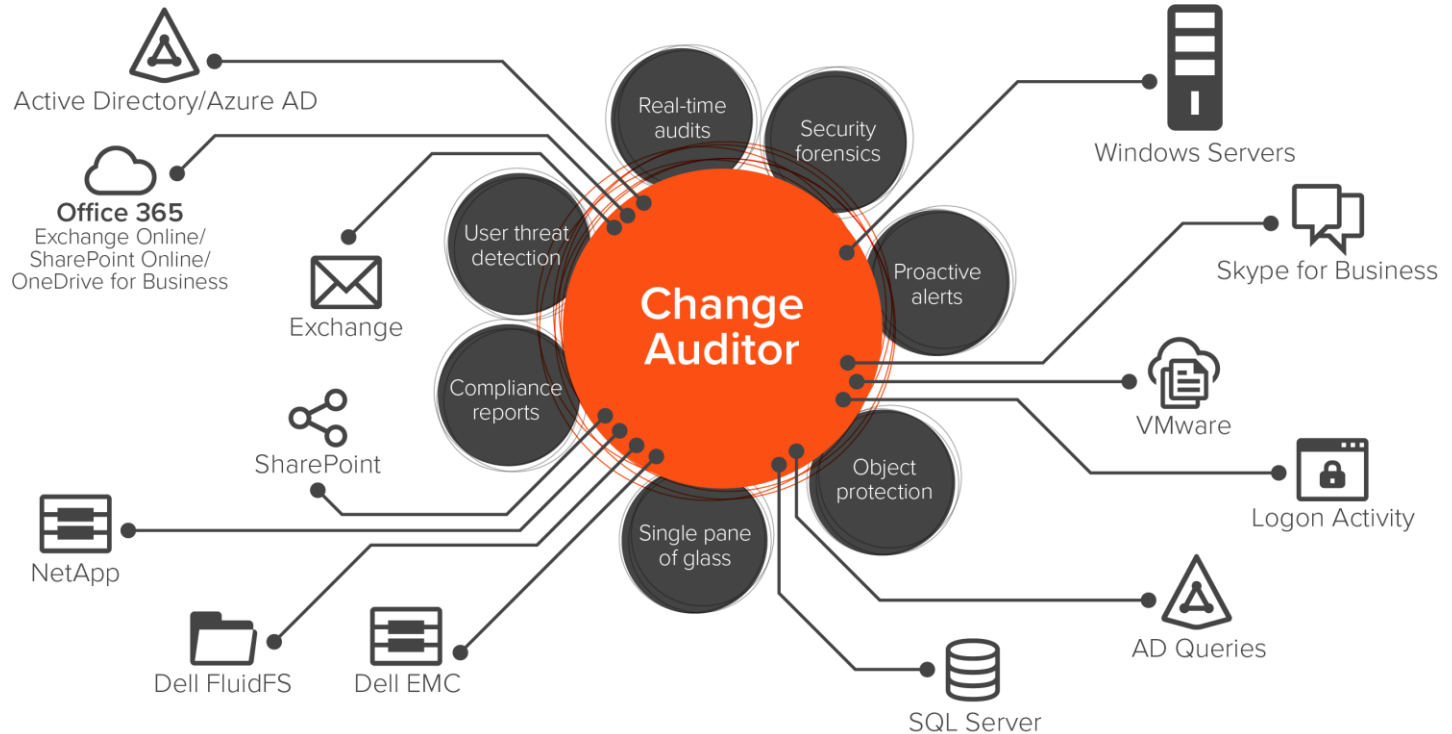 Active Directory/Azure AD
Office 365
Exchange Online/
SharePoint Online/
OneDrive for Business
Exchange
SharePoint
NetApp
Dell FluidFS
Dell EMC
Real-time
audits
Security
forensics
User threat
detection
Proactive
alerts
Change
Auditor
Compliance
reports
Object
protection
Single pane
of glass
Windows Servers
Skype for Business
VMware
Logon Activity
AD Queries
SQL Server